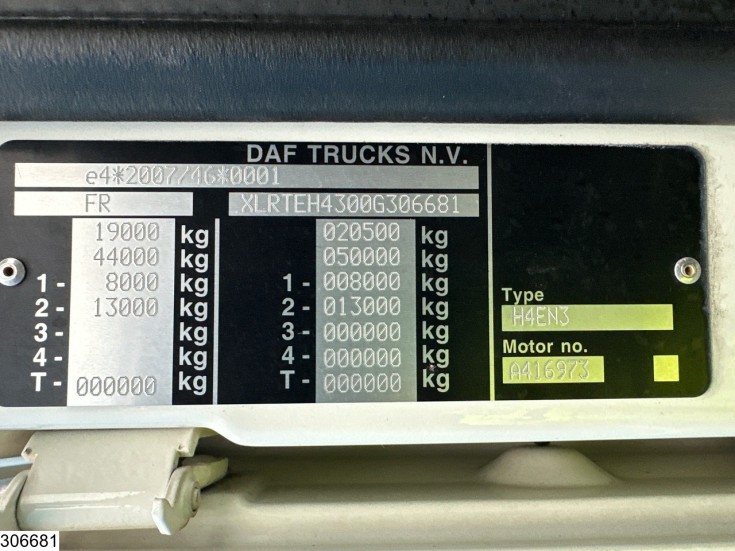 DAF TRUCKS N.V.
e4*2007/46*0001
FR XLRTEH4300G306681
19000 kg 020500 kg
44000 kg 050000 kg
1- 8000 kg 1- 008000 kg
2- 13000 kg 2- 013000 kg
3- kg 3- 000000 kg
4- kg 4- 000000 kg
T- 000000 kg T- 000000 kg
Type
H4EN3
Motor no.
A416973
306681